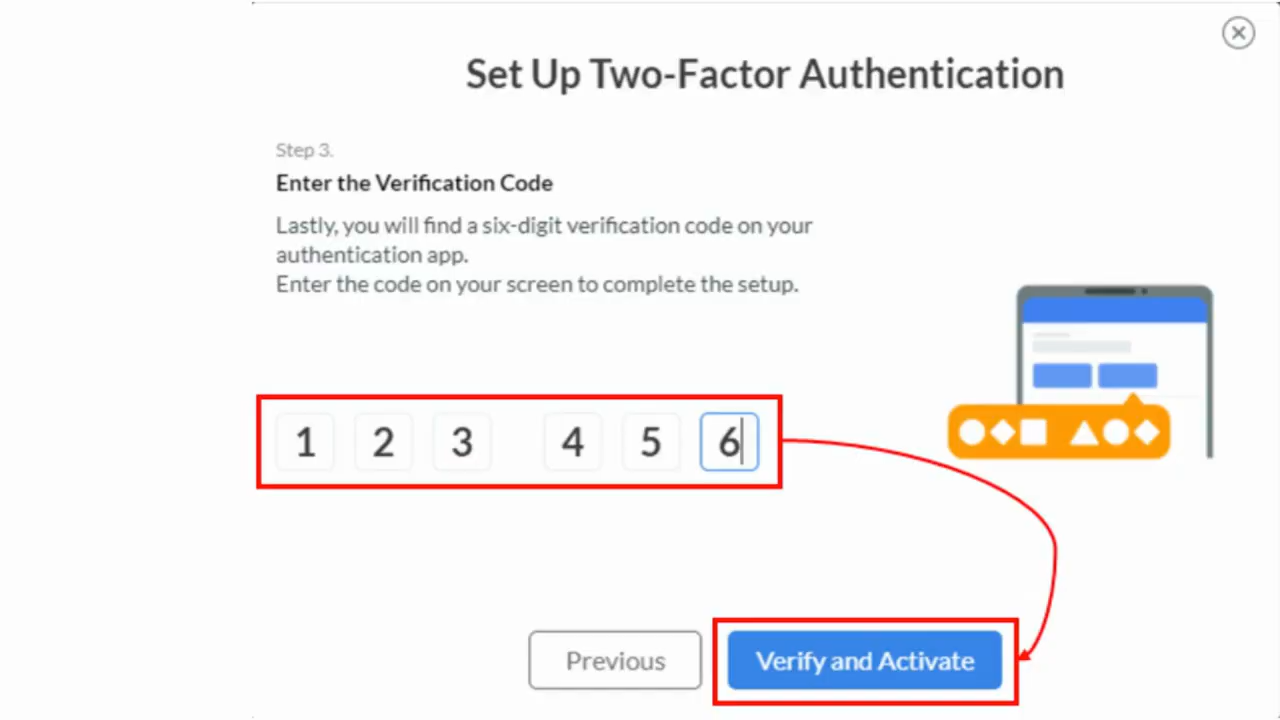 Set Up Two-Factor Authentication
Step 3.
Enter the Verification Code
Lastly, you will find a six-digit verification code on your
authentication app.
Enter the code on your screen to complete the setup.
1 2 3 4 5 6
Previous Verify and Activate